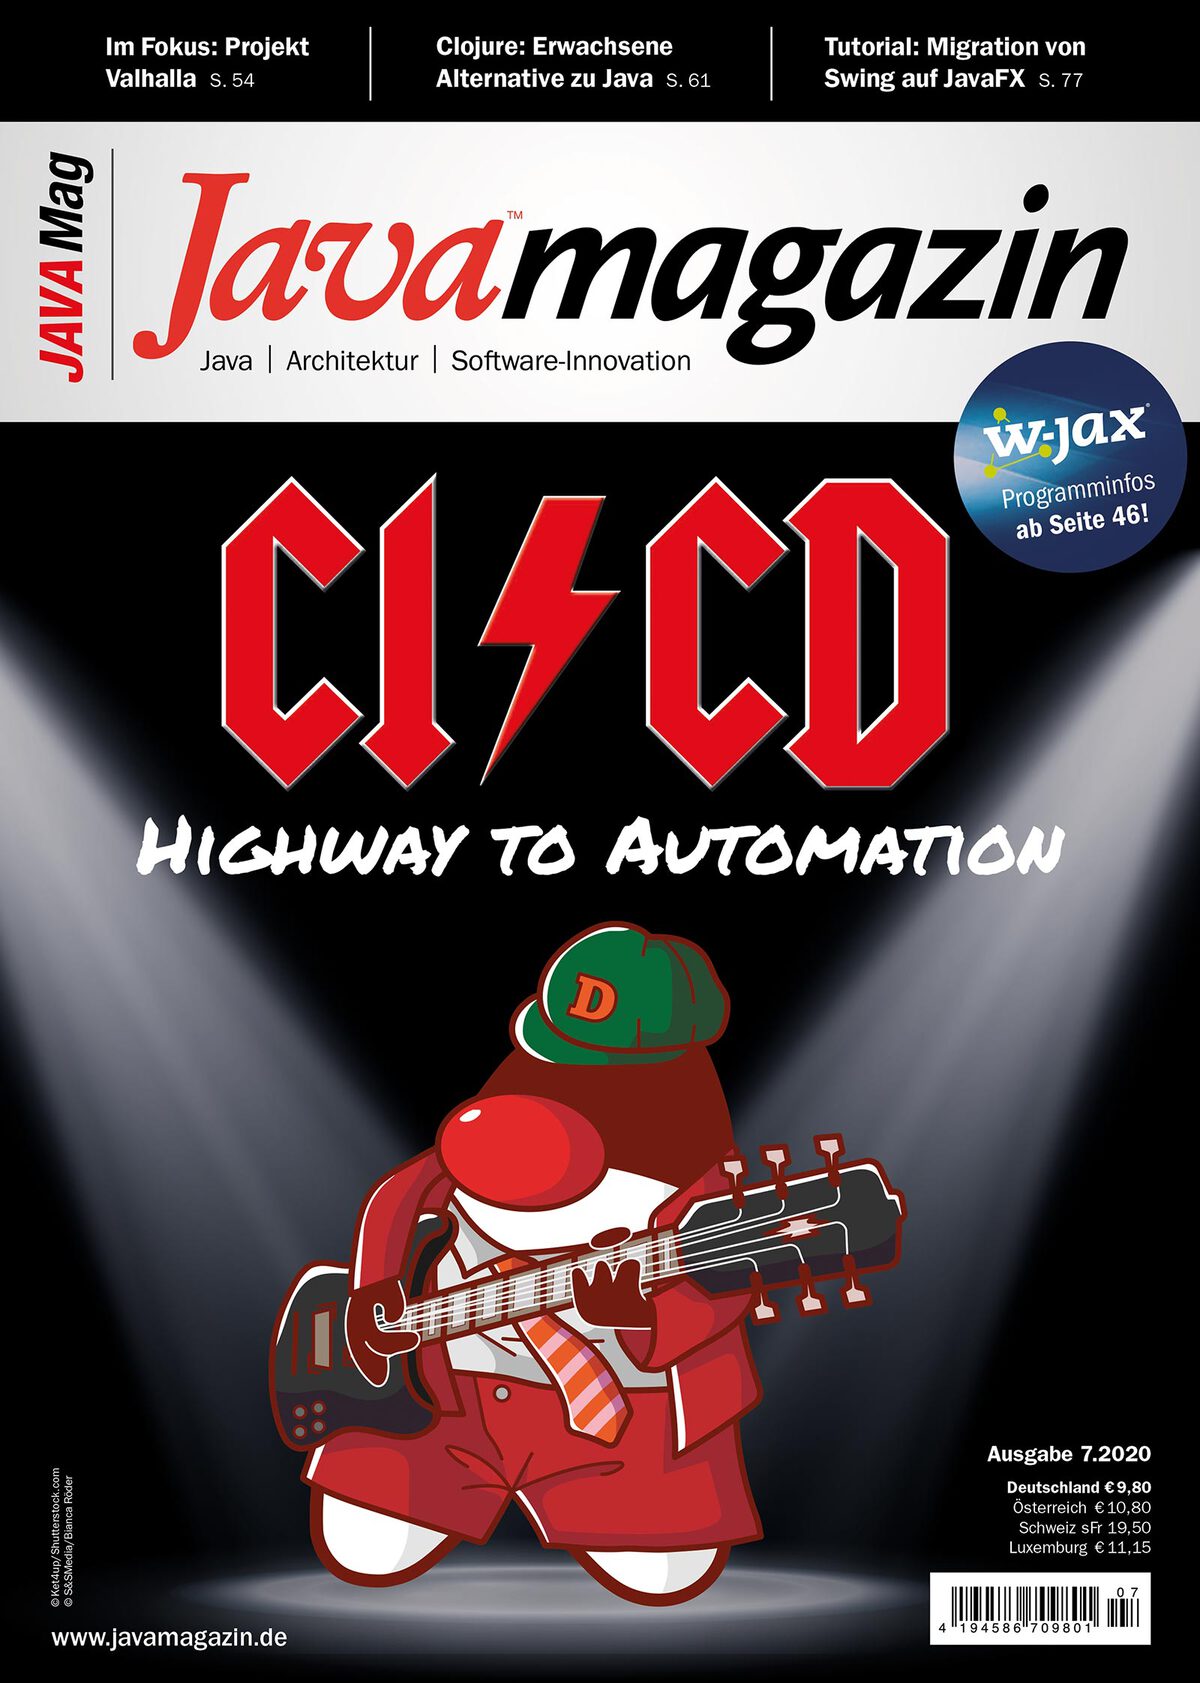 Im Fokus: Projekt
Valhalla S. 54
Clojure: Erwachsene
Alternative zu Java S. 61
Tutorial: Migration von
Swing auf JavaFX S. 77
JAVA Mag
Javamagazin
™
Java | Architektur | Software-Innovation
w-jax®
Programminfos
ab Seite 46!
CI CD
Highway to Automation
D
Ausgabe 7.2020
Deutschland € 9,80
Österreich € 10,80
Schweiz sFr 19,50
Luxemburg € 11,15
07
4 194586 709801
© Ket4up/Shutterstock.com
© S&SMedia/Bianca Röder
www.javamagazin.de